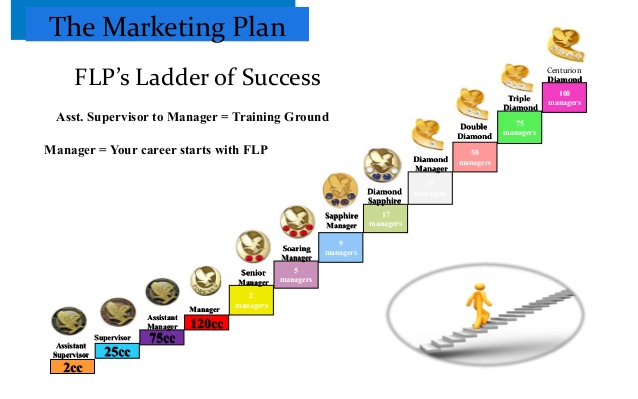 The Marketing Plan
FLP’s Ladder of Success
Asst. Supervisor to Manager = Training Ground
Manager = Your career starts with FLP
Centurion
Diamond
100
managers
Triple
Diamond
75
managers
Double
Diamond
50
managers
Diamond
Manager
managers
Diamond
Sapphire
17
managers
Sapphire
Manager
9
managers
Soaring
Manager
5
managers
Senior
Manager
2
managers
Manager
120cc
Assistant
Manager
75cc
Supervisor
25cc
Assistant
Supervisor
2cc